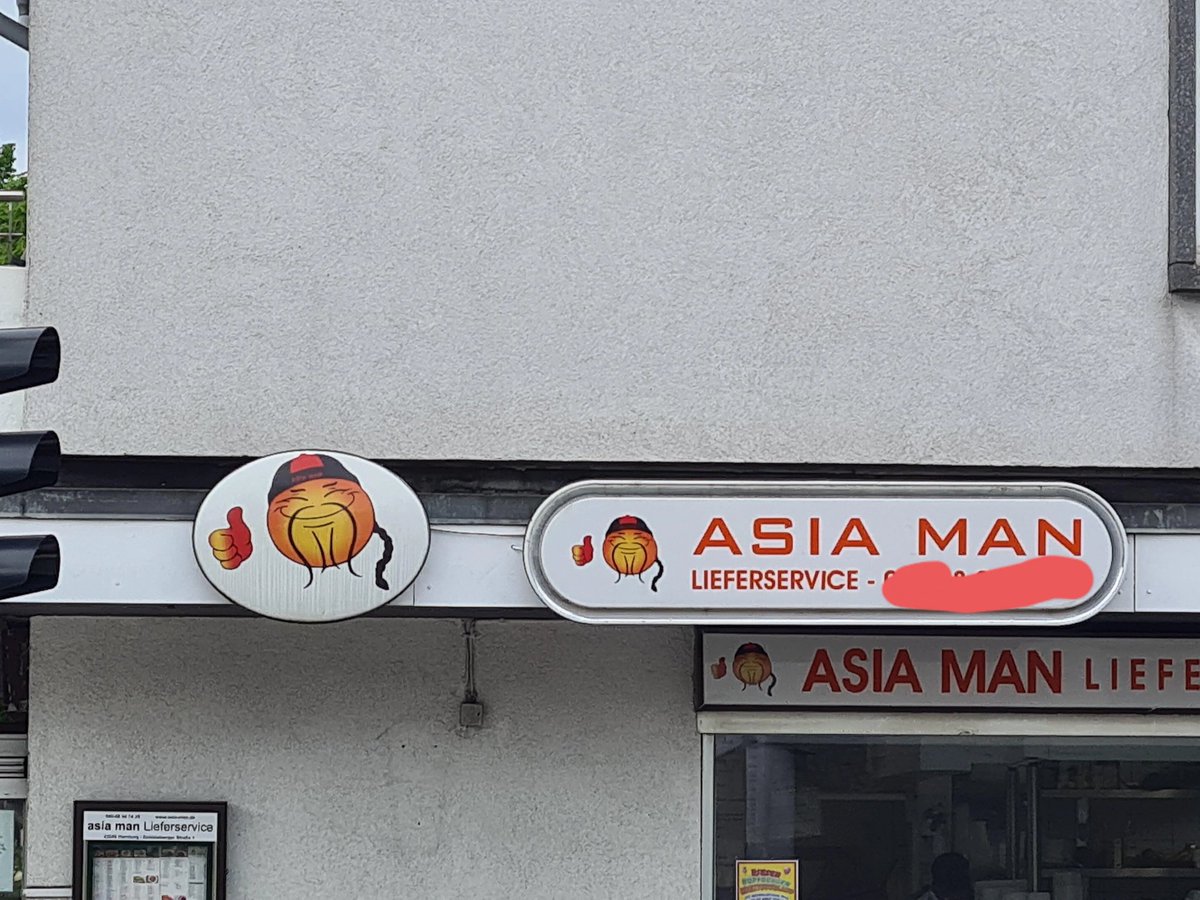 ASIA MAN
LIEFERSERVICE -
ASIA MAN LIEFE
asia man Lieferservice